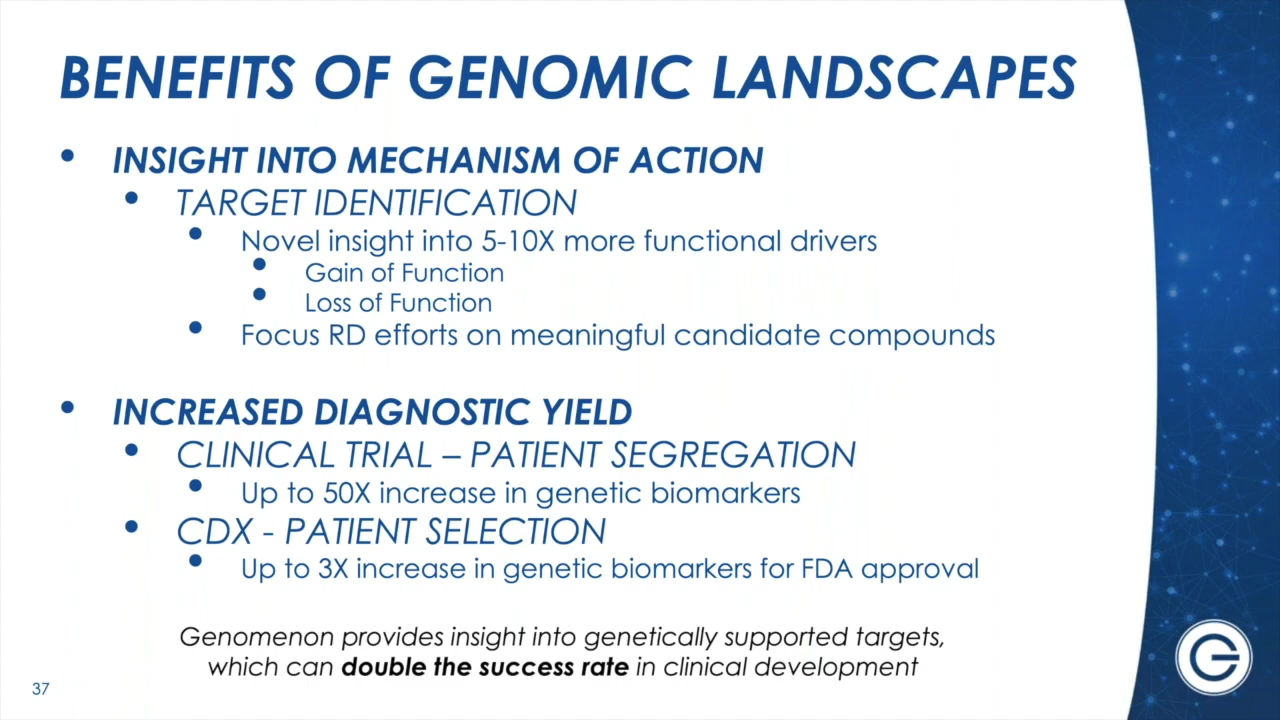 BENEFITS OF GENOMIC LANDSCAPES
• INSIGHT INTO MECHANISM OF ACTION
• TARGET IDENTIFICATION
• Novel insight into 5-10X more functional drivers
• Gain of Function
• Loss of Function
• Focus RD efforts on meaningful candidate compounds
• INCREASED DIAGNOSTIC YIELD
• CLINICAL TRIAL – PATIENT SEGREGATION
• Up to 50X increase in genetic biomarkers
• CDX - PATIENT SELECTION
• Up to 3X increase in genetic biomarkers for FDA approval
Genomenon provides insight into genetically supported targets,
which can double the success rate in clinical development
37
G